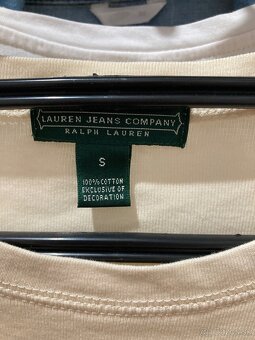 LAUREN JEANS COMPANY
RALPH LAUREN
S
100% COTTON
EXCLUSIVE OF
DECORATION